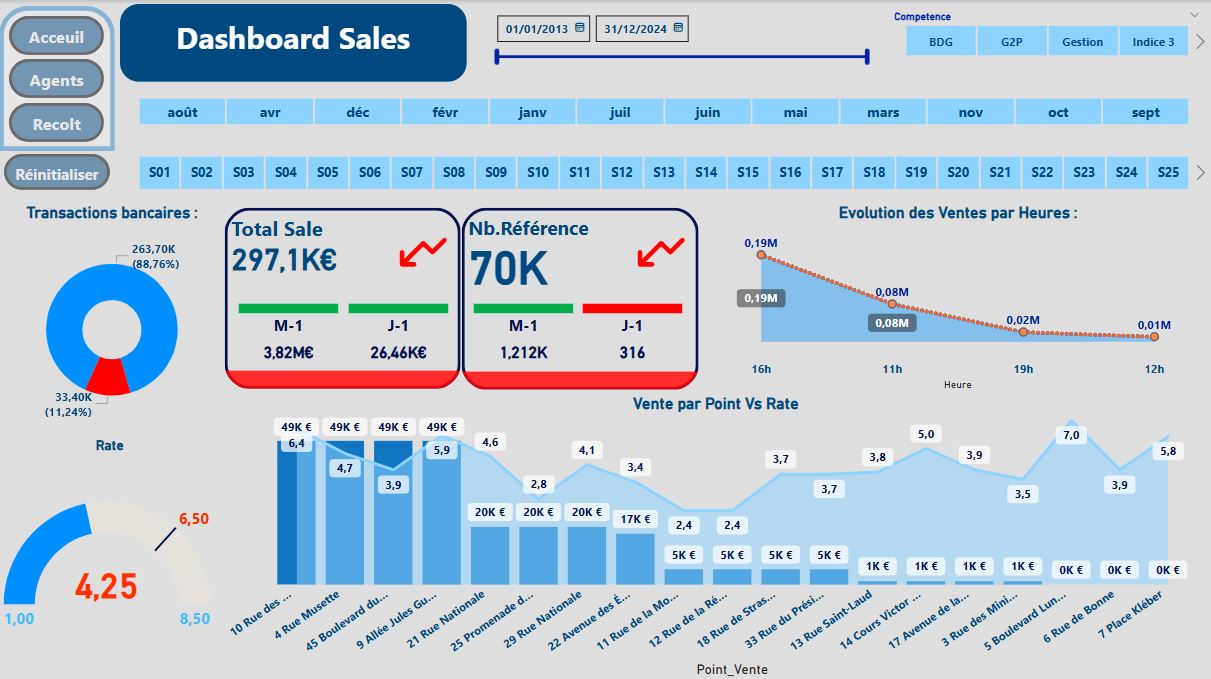 Acceuil
Agents
Recolt
Réinitialiser
Dashboard Sales
01/01/2013
31/12/2024
Competence
BDG
G2P
Gestion
Indice 3
août
avr
déc
févr
janv
juil
juin
mai
mars
nov
oct
sept
S01
S02
S03
S04
S05
S06
S07
S08
S09
S10
S11
S12
S13
S14
S15
S16
S17
S18
S19
S20
S21
S22
S23
S24
S25
Transactions bancaires :
263,70K
(88,76%)
33,40K
(11,24%)
Total Sale
297,1K€
M-1
J-1
3,82M€
26,46K€
Nb.Référence
70K
M-1
J-1
1,212K
316
Evolution des Ventes par Heures :
0,19M
0,19M
0,08M
0,08M
0,02M
0,01M
16h
11h
19h
12h
Heure
Rate
6,50
4,25
1,00
8,50
Vente par Point Vs Rate
49K €
49K €
49K €
49K €
20K €
20K €
20K €
17K €
5K €
5K €
5K €
5K €
1K €
1K €
1K €
1K €
0K €
0K €
0K €
6,4
4,7
3,9
5,9
4,6
2,8
4,1
3,4
2,4
2,4
3,7
3,7
3,8
5,0
3,9
3,5
7,0
3,9
5,8
10 Rue des ...
4 Rue Musette
45 Boulevard du...
9 Allée Jules Gu...
21 Rue Nationale
25 Promenade d...
29 Rue Nationale
22 Avenue des É...
11 Rue de la Mo...
12 Rue de la Ré...
18 Rue de Stras...
33 Rue du Prési...
13 Rue Saint-Laud
14 Cours Victor ...
17 Avenue de la...
3 Rue des Mini...
5 Boulevard Lun...
6 Rue de Bonne
7 Place Kléber
Point_Vente